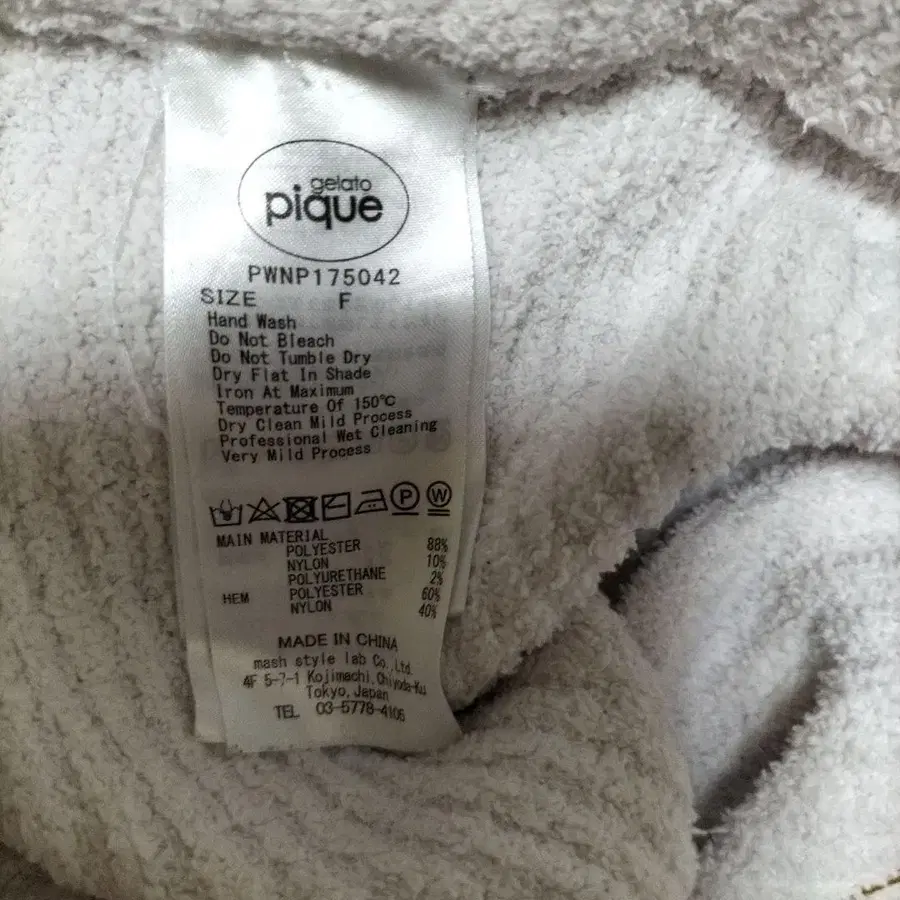 gelato
pique
PWNP175042
SIZE F
Hand Wash
Do Not Bleach
Do Not Tumble Dry
Dry Flat In Shade
Iron At Maximum
Temperature Of 150℃
Dry Clean Mild Process
Professional Wet Cleaning
Very Mild Process
P W
MAIN MATERIAL
POLYESTER 88%
NYLON 10%
POLYURETHANE 2%
HEM POLYESTER 60%
NYLON 40%
MADE IN CHINA
mash style lab Co.,Ltd.
4F 5-7-1 Kojimachi,Chiyoda-Ku
Tokyo,Japan
TEL. 03-5778-4106